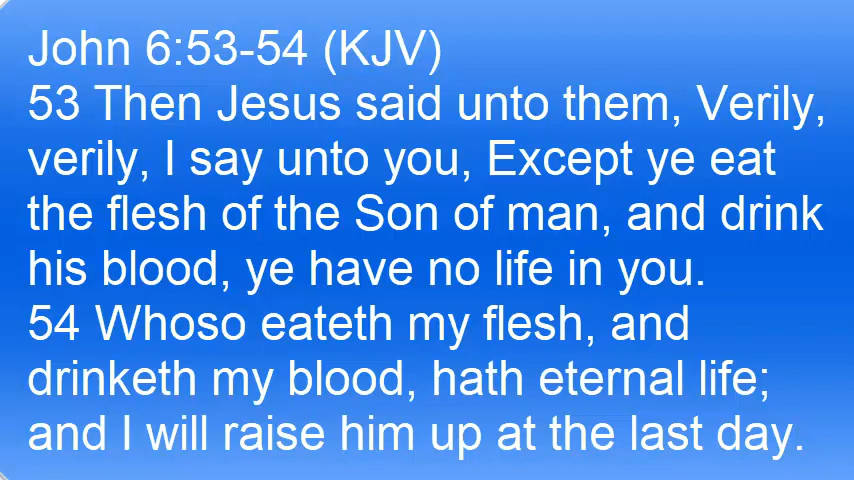 John 6:53-54 (KJV)
53 Then Jesus said unto them, Verily,
verily, I say unto you, Except ye eat
the flesh of the Son of man, and drink
his blood, ye have no life in you.
54 Whoso eateth my flesh, and
drinketh my blood, hath eternal life;
and I will raise him up at the last day.